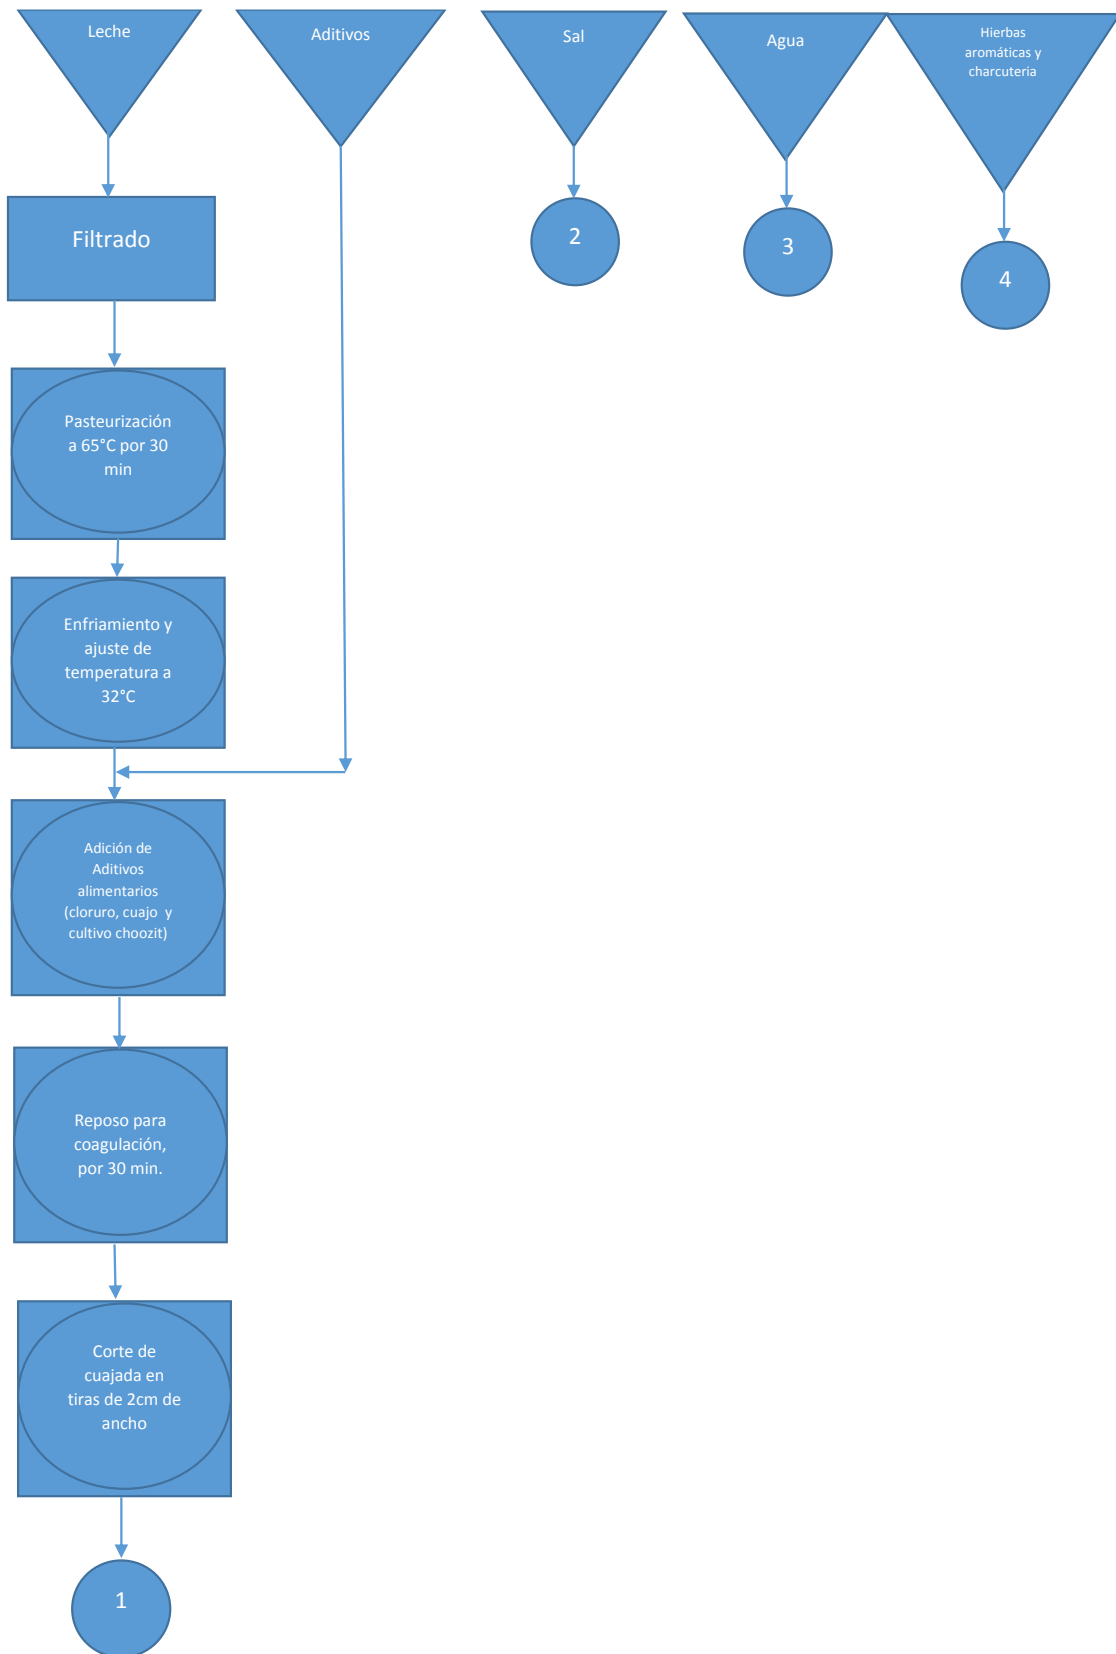 Leche
Aditivos
Sal
Agua
Hierbas
aromáticas y
charcuteria
2
3
4
Filtrado
Pasteurización
a 65°C por 30
min
Enfriamiento y
ajuste de
temperatura a
32°C
Adición de
Aditivos
alimentarios
(cloruro, cuajo y
cultivo choozit)
Reposo para
coagulación,
por 30 min.
Corte de
cuajada en
tiras de 2cm de
ancho
1